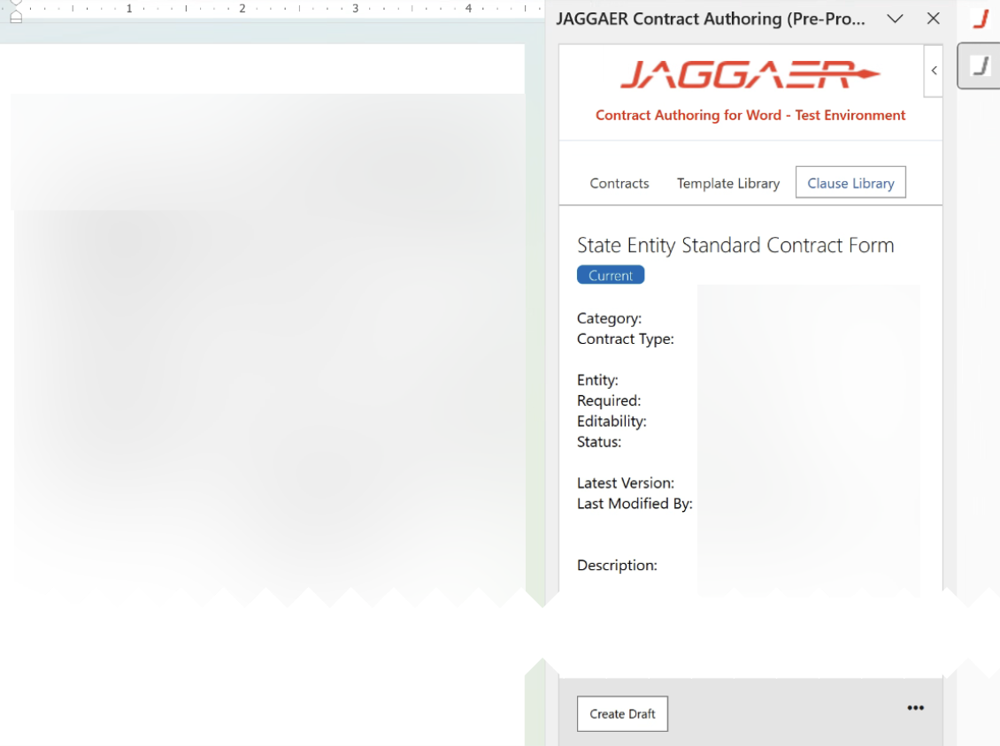 1 2 3 4
JAGGAER Contract Authoring (Pre-Pro...
JAGGAER
Contract Authoring for Word - Test Environment
Contracts Template Library Clause Library
State Entity Standard Contract Form
Current
Category:
Contract Type:
Entity:
Required:
Editability:
Status:
Latest Version:
Last Modified By:
Description:
Create Draft